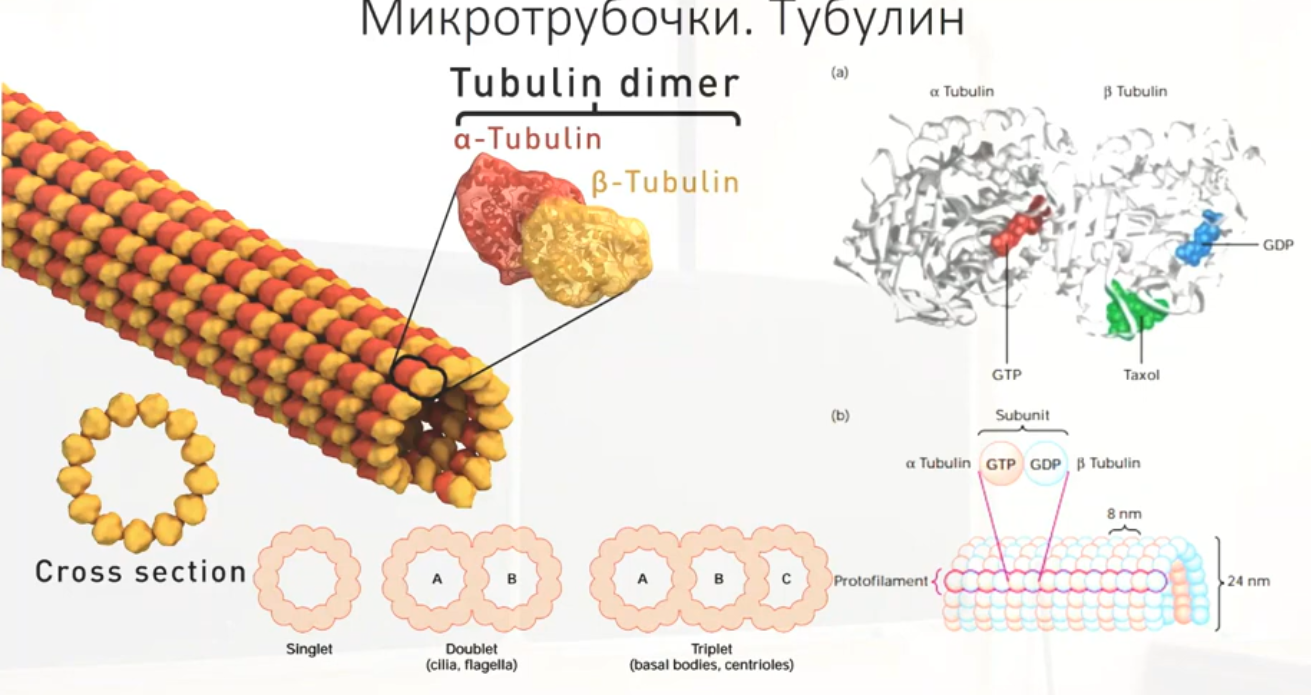 Микротрубочки. Тубулин
Tubulin dimer
α-Tubulin
β-Tubulin
Cross section
Singlet
A
B
Doublet
(cilia, flagella)
A
B
C
Triplet
(basal bodies, centrioles)
(a)
α Tubulin
β Tubulin
GDP
GTP
Taxol
(b)
Subunit
α Tubulin
GTP
GDP
β Tubulin
8 nm
Protofilament
24 nm